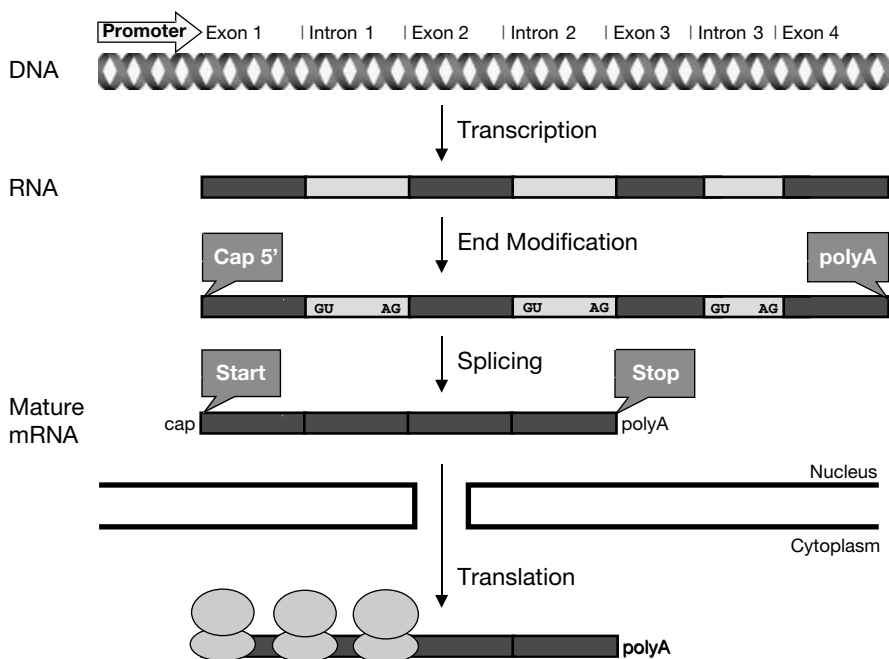 Promoter Exon 1 | Intron 1 | Exon 2 | Intron 2 | Exon 3 | Intron 3 | Exon 4
DNA
Transcription
RNA
End Modification
Cap 5’
polyA
GU AG GU AG GU AG
Splicing
Start
Stop
Mature
mRNA
cap
polyA
Nucleus
Cytoplasm
Translation
polyA